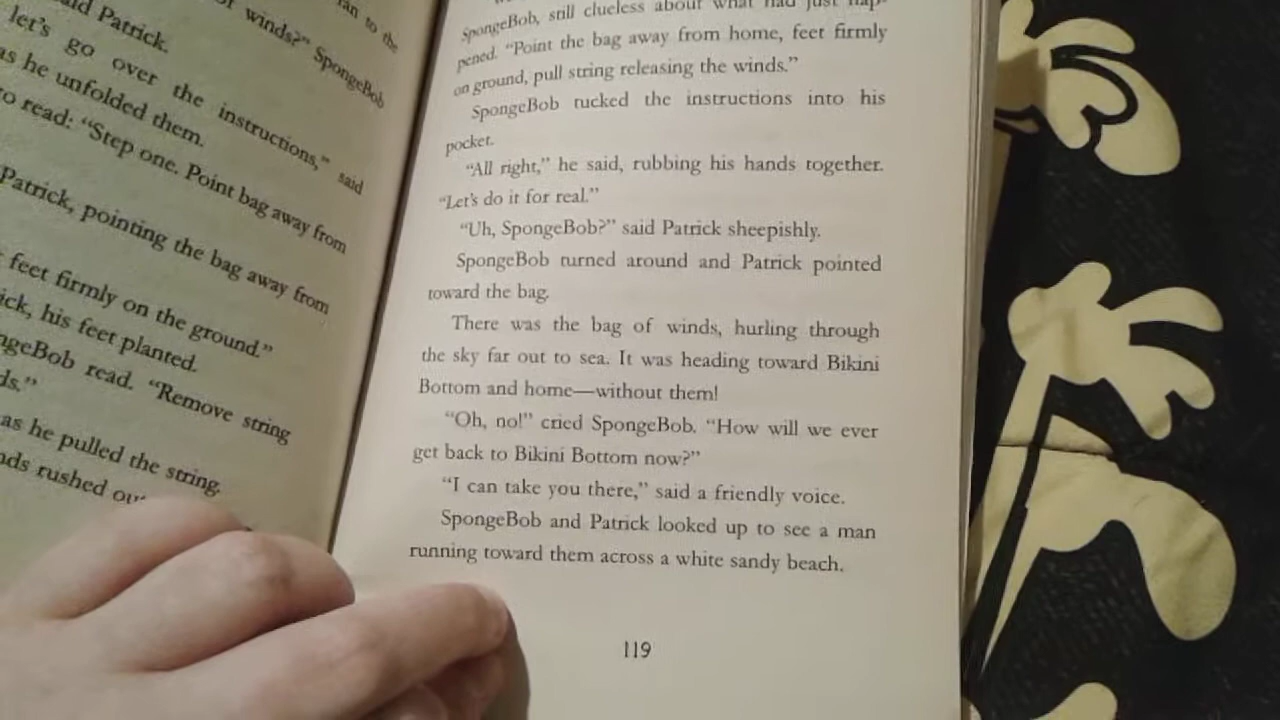 ran to the
of winds?” SpongeBob
said Patrick.
let's go over the instructions,” said
as he unfolded them.
to read: “Step one. Point bag away from
Patrick, pointing the bag away from
feet firmly on the ground.”
his feet planted.
read. “Remove string
as he pulled the string.
rushed
SpongeBob, still clueless about what had just hap-
pened. “Point the bag away from home, feet firmly
on ground, pull string releasing the winds.”
SpongeBob tucked the instructions into his
pocket.
“All right,” he said, rubbing his hands together.
“Let's do it for real.”
“Uh, SpongeBob?” said Patrick sheepishly.
SpongeBob turned around and Patrick pointed
toward the bag.
There was the bag of winds, hurling through
the sky far out to sea. It was heading toward Bikini
Bottom and home—without them!
“Oh, no!” cried SpongeBob. “How will we ever
get back to Bikini Bottom now?”
“I can take you there,” said a friendly voice.
SpongeBob and Patrick looked up to see a man
running toward them across a white sandy beach.
119